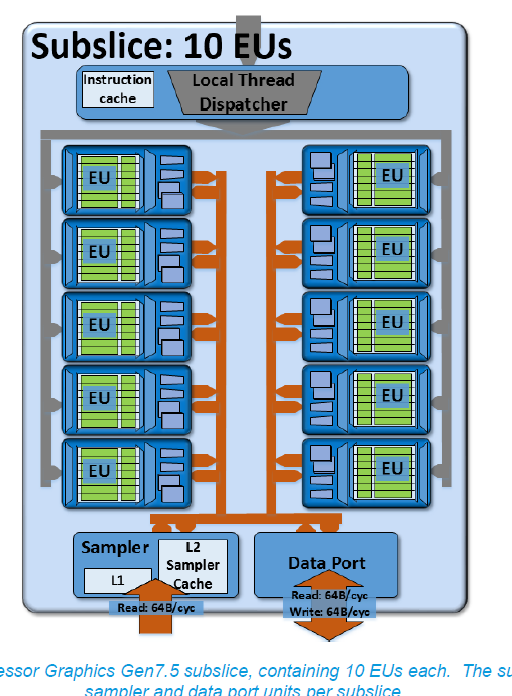 Subslice: 10 EUs
Instruction
cache
Local Thread
Dispatcher
EU
EU
EU
EU
EU
EU
EU
EU
EU
EU
Sampler
L1
L2
Sampler
Cache
Read: 64B/cyc
Data Port
Read: 64B/cyc
Write: 64B/cyc
essor Graphics Gen7.5 subslice, containing 10 EUs each. The su
sampler and data port units per subslice